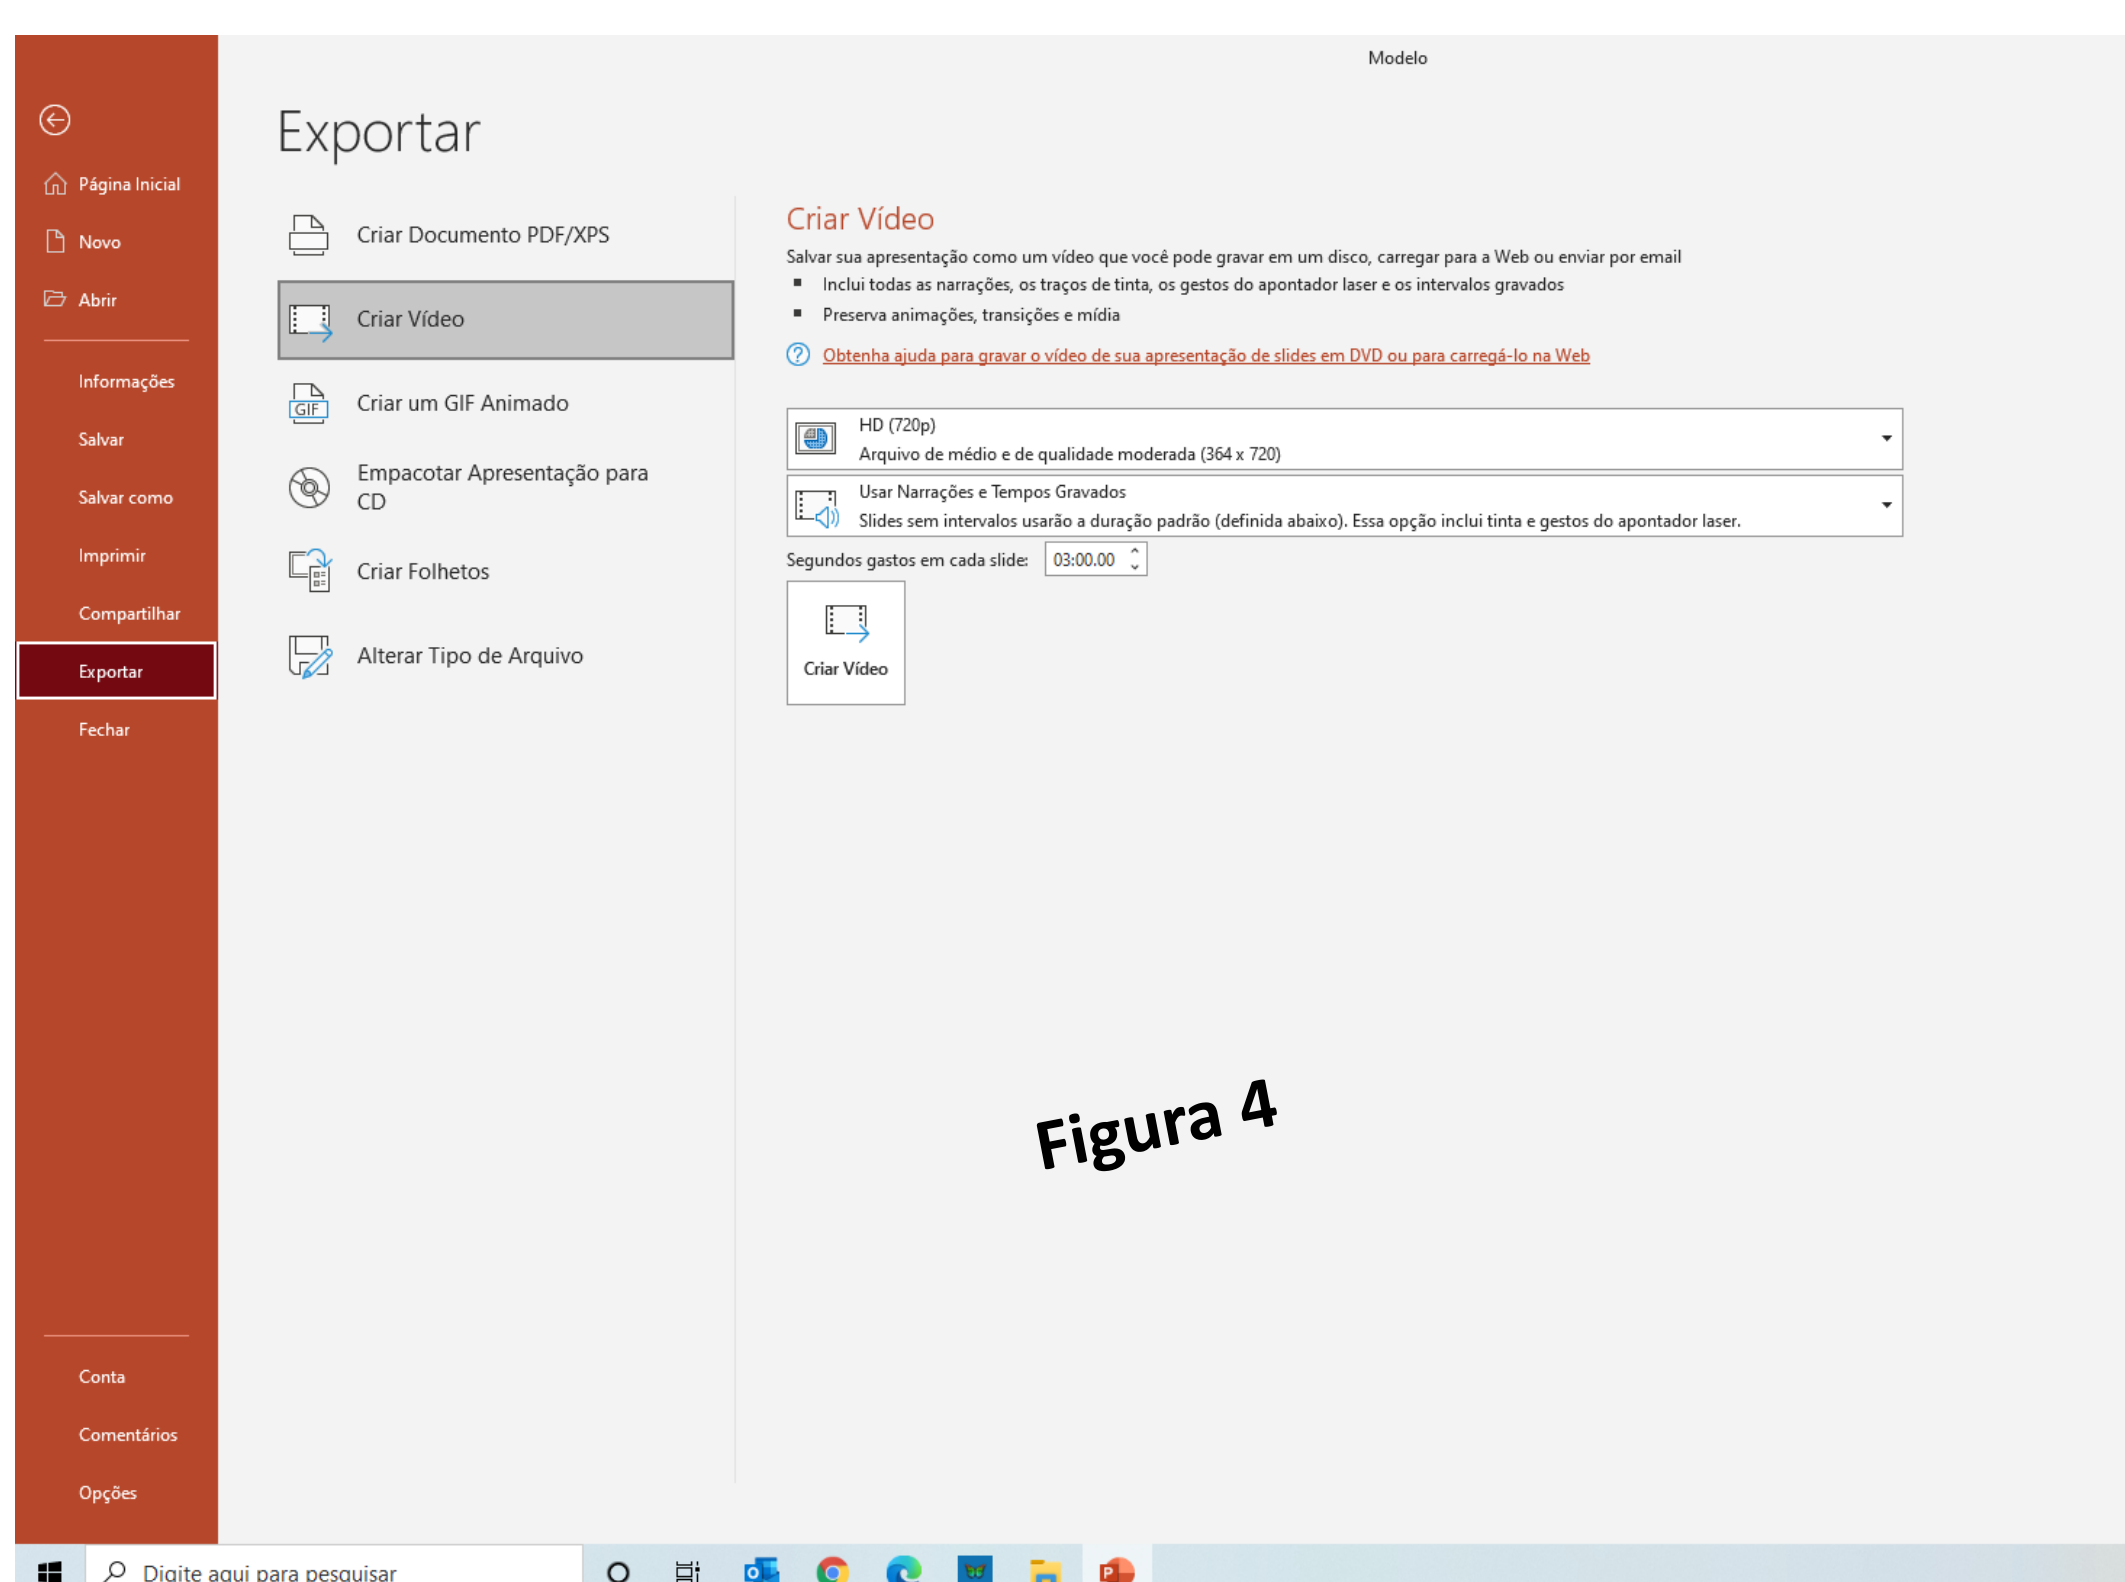 Modelo
Exportar
Página Inicial
Novo
Abrir
Informações
Salvar
Salvar como
Imprimir
Compartilhar
Exportar
Fechar
Conta
Comentários
Opções
Criar Documento PDF/XPS
Criar Vídeo
GIF
Criar um GIF Animado
Empacotar Apresentação para
CD
Criar Folhetos
Alterar Tipo de Arquivo
Criar Vídeo
Salvar sua apresentação como um vídeo que você pode gravar em um disco, carregar para a Web ou enviar por email
Inclui todas as narrações, os traços de tinta, os gestos do apontador laser e os intervalos gravados
Preserva animações, transições e mídia
Obtenha ajuda para gravar o vídeo de sua apresentação de slides em DVD ou para carregá-lo na Web
HD (720p)
Arquivo de médio e de qualidade moderada (364 x 720)
Usar Narrações e Tempos Gravados
Slides sem intervalos usarão a duração padrão (definida abaixo). Essa opção inclui tinta e gestos do apontador laser.
Segundos gastos em cada slide: 03:00.00
Criar Vídeo
Figura 4
Digite aqui para pesquisar